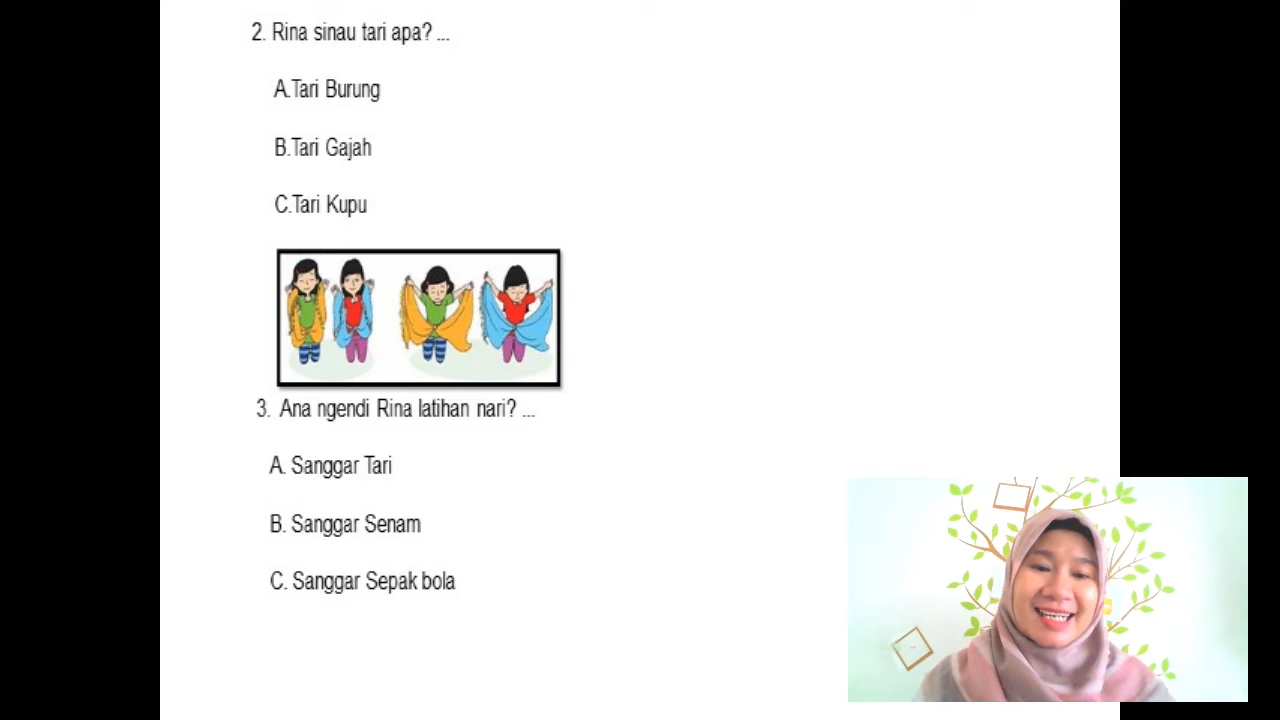 2. Rina sinau tari apa? ...
A.Tari Burung
B.Tari Gajah
C.Tari Kupu
3. Ana ngendi Rina latihan nari? ...
A. Sanggar Tari
B. Sanggar Senam
C. Sanggar Sepak bola